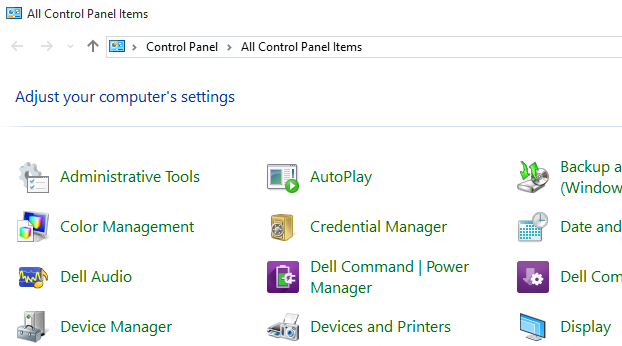 All Control Panel Items
Control Panel > All Control Panel Items
Adjust your computer's settings
Administrative Tools
AutoPlay
Backup a
(Window
Color Management
Credential Manager
Date and
Dell Audio
Dell Command | Power
Manager
Dell Com
Device Manager
Devices and Printers
Display